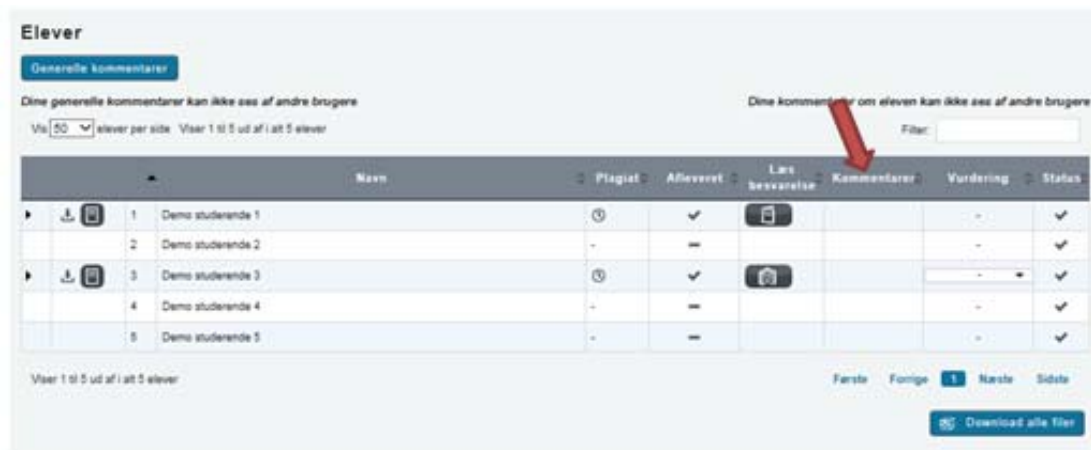 Elever
Generelle kommentarer
Dine generelle kommentarer kan ikke ses af andre brugere
Dine kommentarer om eleven kan ikke ses af andre brugere
Vis 50 elever per side Viser 1 til 5 ud af i alt 5 elever
Filter:
Navn Plagiat Afleveret Læs besvarelse Kommentarer Vurdering Status
1 Demo studerende 1 -
2 Demo studerende 2 - - -
3 Demo studerende 3 -
4 Demo studerende 4 - - -
5 Demo studerende 5 - - -
Viser 1 til 5 ud af i alt 5 elever
Første Forrige 1 Næste Sidste
Download alle filer